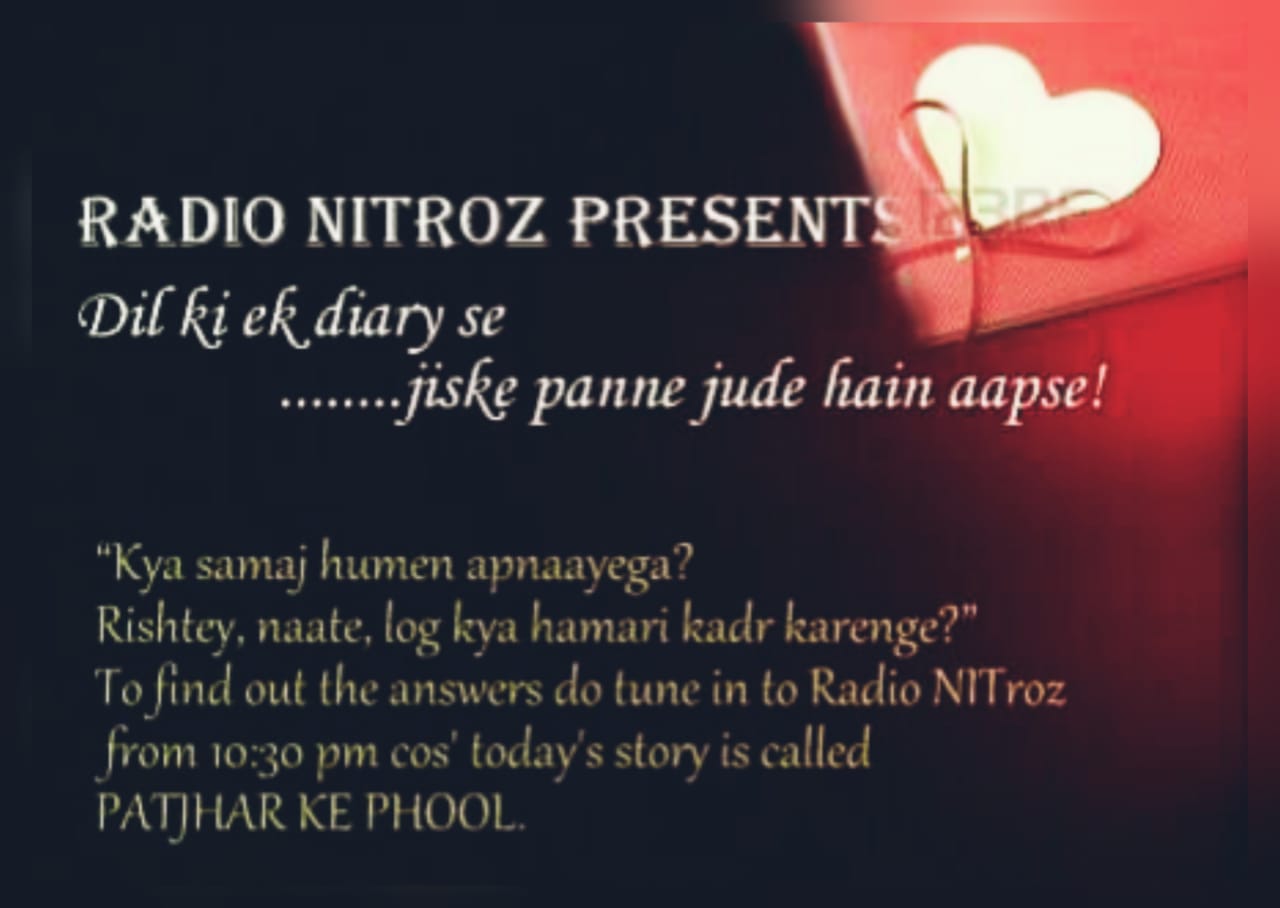 RADIO NITROZ PRESENTS
Dil ki ek diary se
........jiske panne jude hain aapse!
“Kya samaj humen apnaayega?
Rishtey, naate, log kya hamari kadr karenge?”
To find out the answers do tune in to Radio NITroz
from 10:30 pm cos' today's story is called
PATJHAR KE PHOOL.